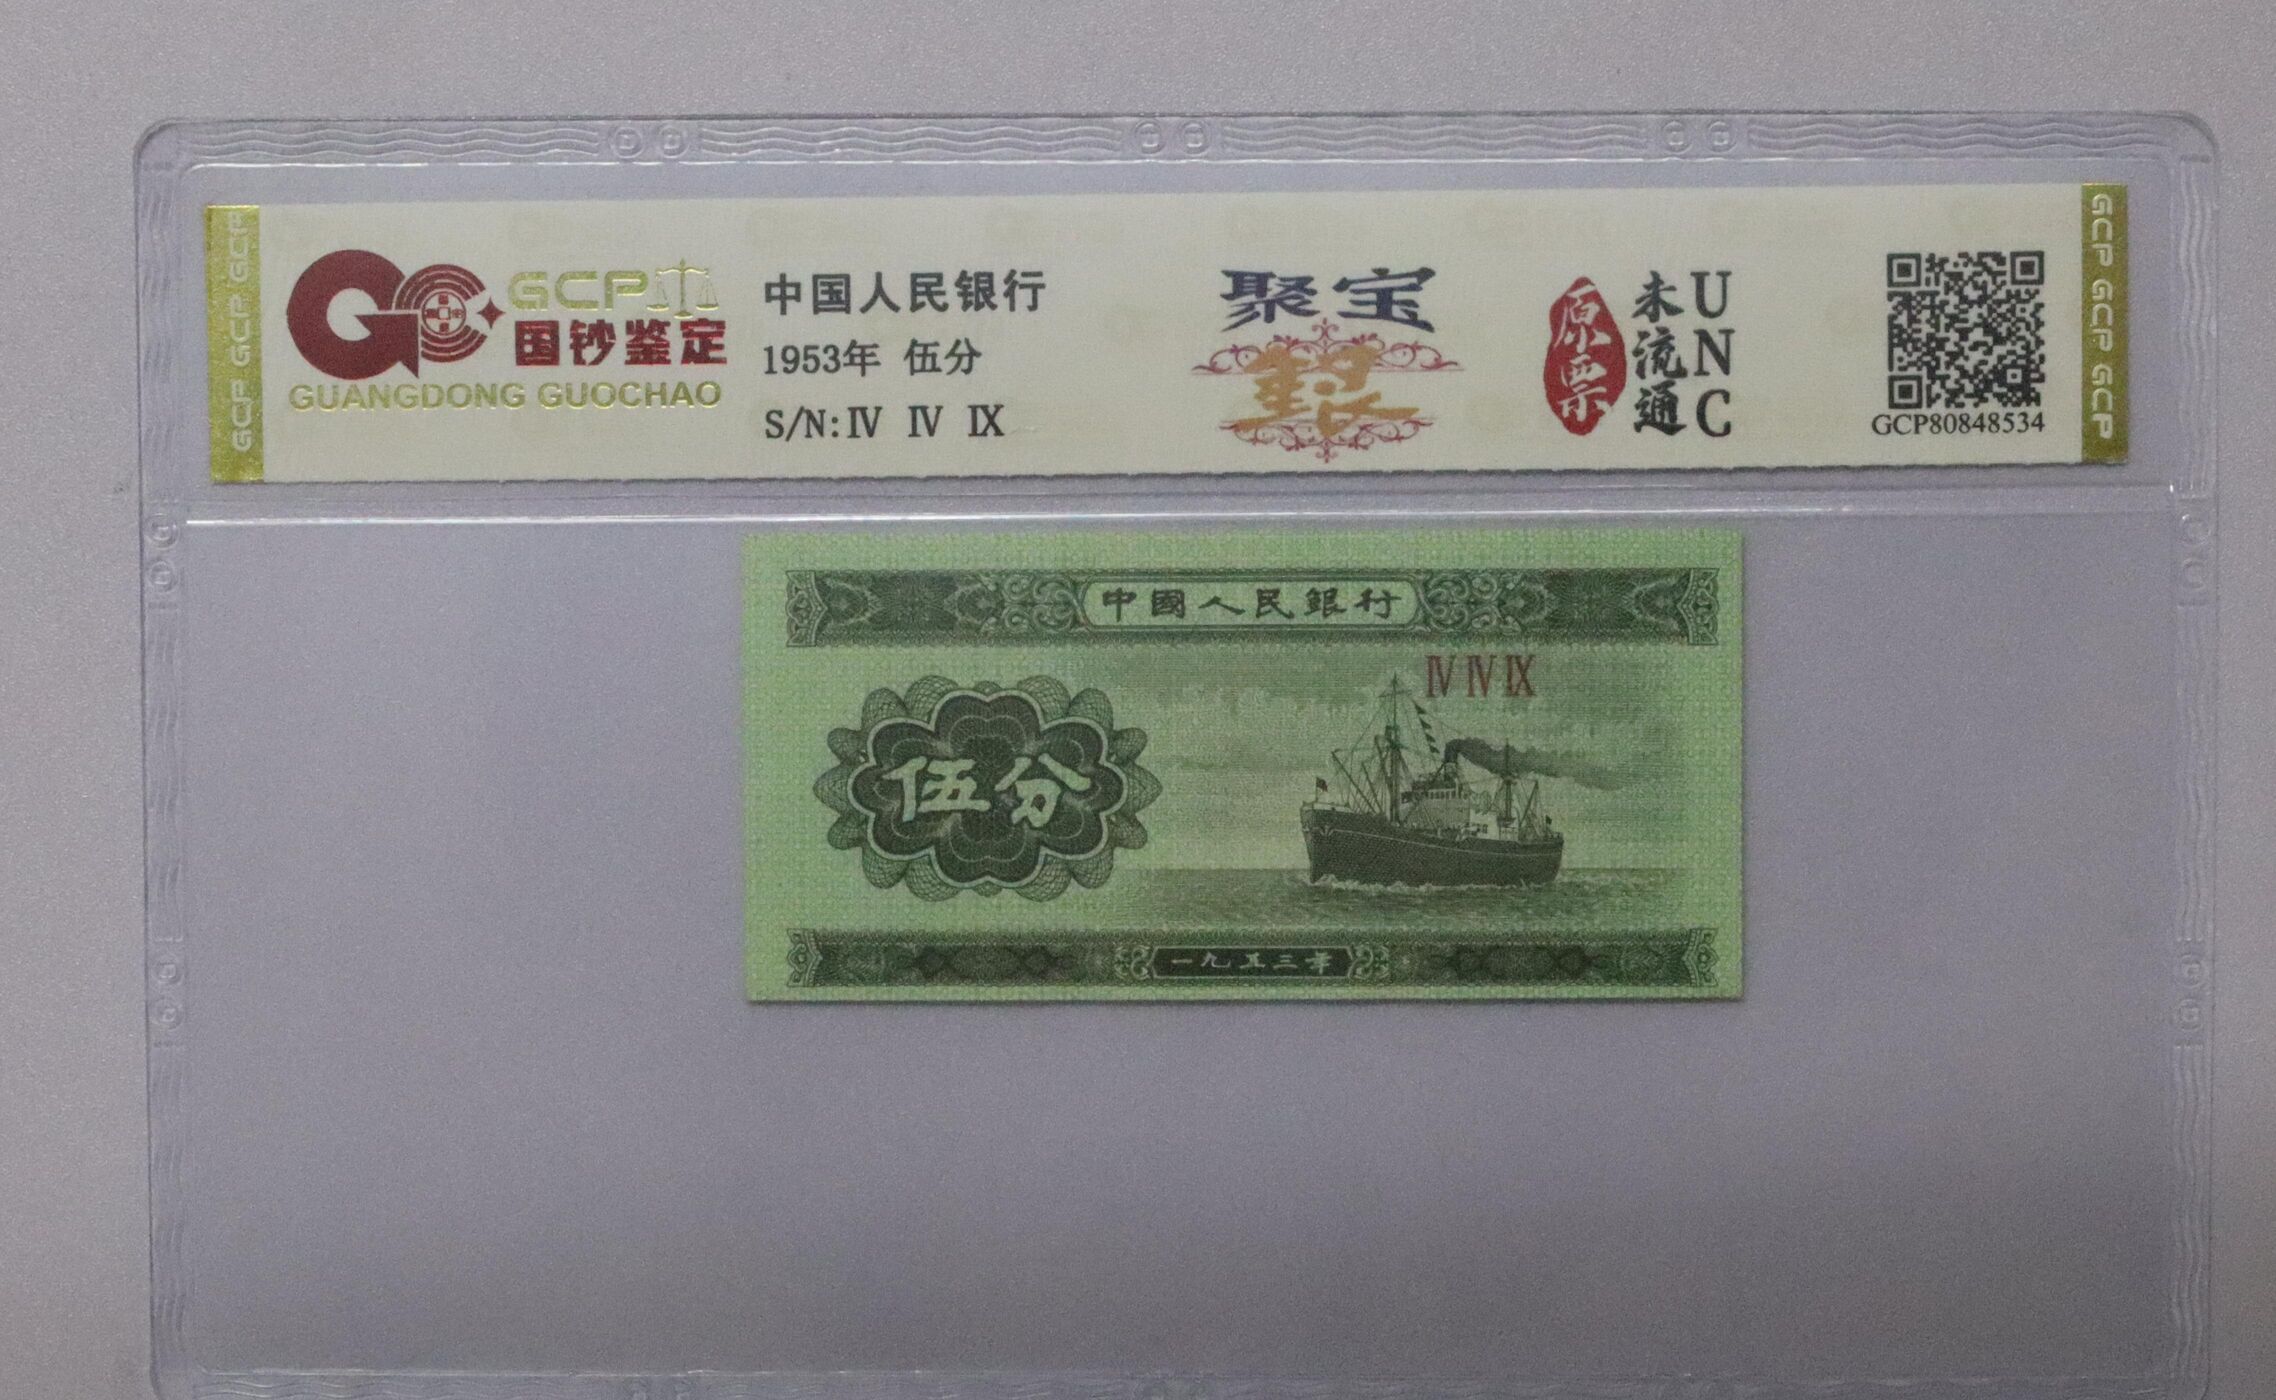 GCP
国钞鉴定
GUANGDONG GUOCHAO
中国人民银行
1953年 伍分
S/N:IV IV IX
聚宝
原票
未流通
UNC
GCP80848534
GCP GCP GCP
GCP GCP GCP
中國人民銀行
IV IV IX
伍分
一九五三年